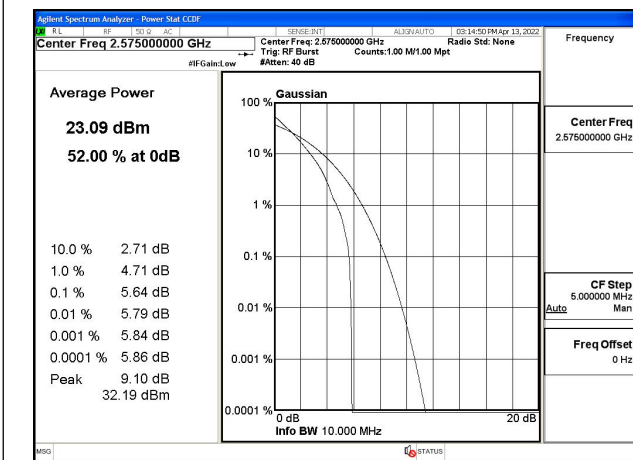 Agilent Spectrum Analyzer - Power Stat CCDF
LXI RL RF 50 Ω AC SENSE:INT ALIGN AUTO 03:14:50 PM Apr 13, 2022
Center Freq 2.575000000 GHz
Center Freq: 2.575000000 GHz Radio Std: None
Trig: RF Burst Counts:1.00 M/1.00 Mpt
#IFGain:Low #Atten: 40 dB
Average Power
23.09 dBm
52.00 % at 0dB
10.0 % 2.71 dB
1.0 % 4.71 dB
0.1 % 5.64 dB
0.01 % 5.79 dB
0.001 % 5.84 dB
0.0001 % 5.86 dB
Peak 9.10 dB
32.19 dBm
Gaussian
100 %
10 %
1 %
0.1 %
0.01 %
0.001 %
0.0001 %
0 dB 20 dB
Info BW 10.000 MHz
Frequency
Center Freq
2.575000000 GHz
CF Step
5.000000 MHz
Auto Man
Freq Offset
0 Hz
MSG STATUS